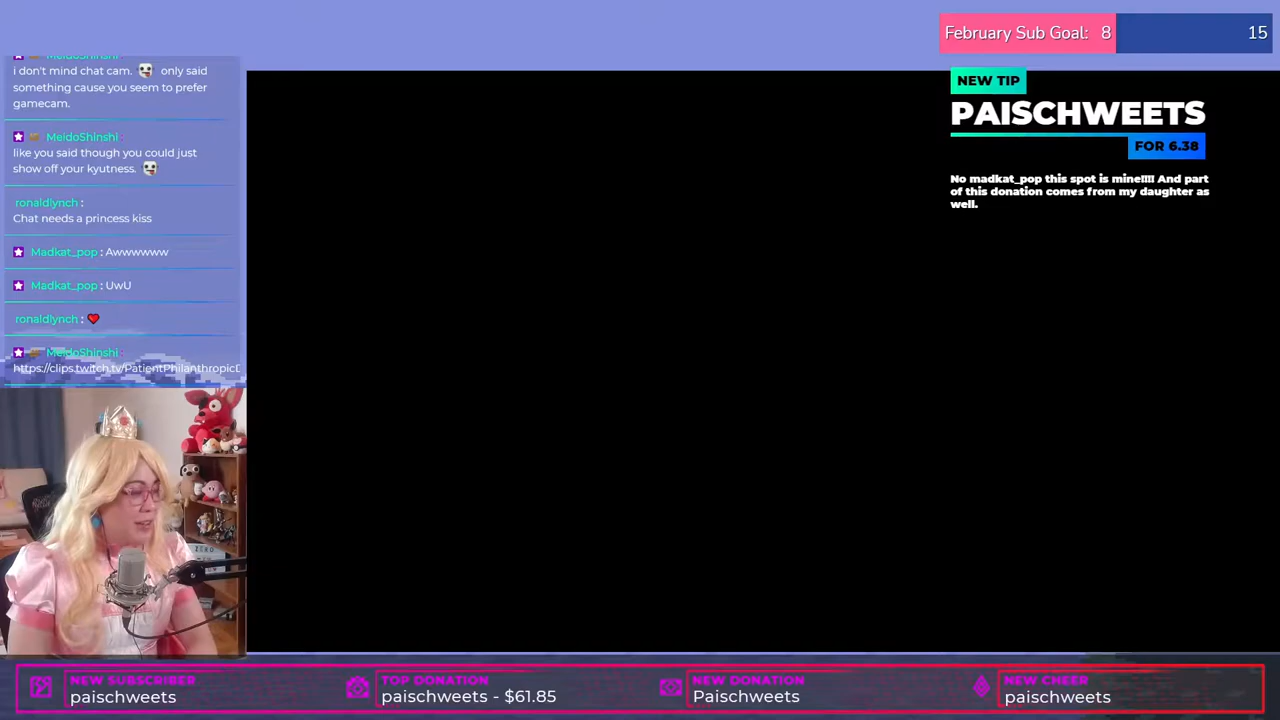 February Sub Goal: 8
15
MeidoShinshi :
i don't mind chat cam. only said
something cause you seem to prefer
gamecam.
MeidoShinshi :
like you said though you could just
show off your kyutness.
ronaldlynch :
Chat needs a princess kiss
Madkat_pop : Awwwwww
Madkat_pop : UwU
ronaldlynch :
MeidoShinshi :
https://clips.twitch.tv/PatientPhilanthropic
NEW TIP
PAISCHWEETS
FOR 6.38
No madkat_pop this spot is mine!!!! And part
of this donation comes from my daughter as
well.
NEW SUBSCRIBER
paischweets
TOP DONATION
paischweets - $61.85
NEW DONATION
Paischweets
NEW CHEER
paischweets